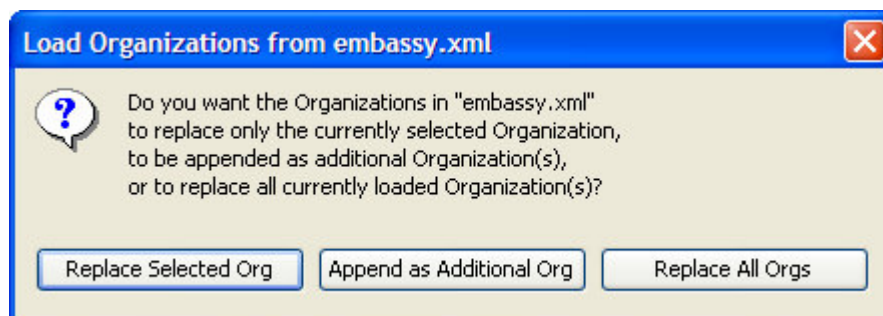 Load Organizations from embassy.xml
Do you want the Organizations in "embassy.xml"
to replace only the currently selected Organization,
to be appended as additional Organization(s),
or to replace all currently loaded Organization(s)?
Replace Selected Org
Append as Additional Org
Replace All Orgs